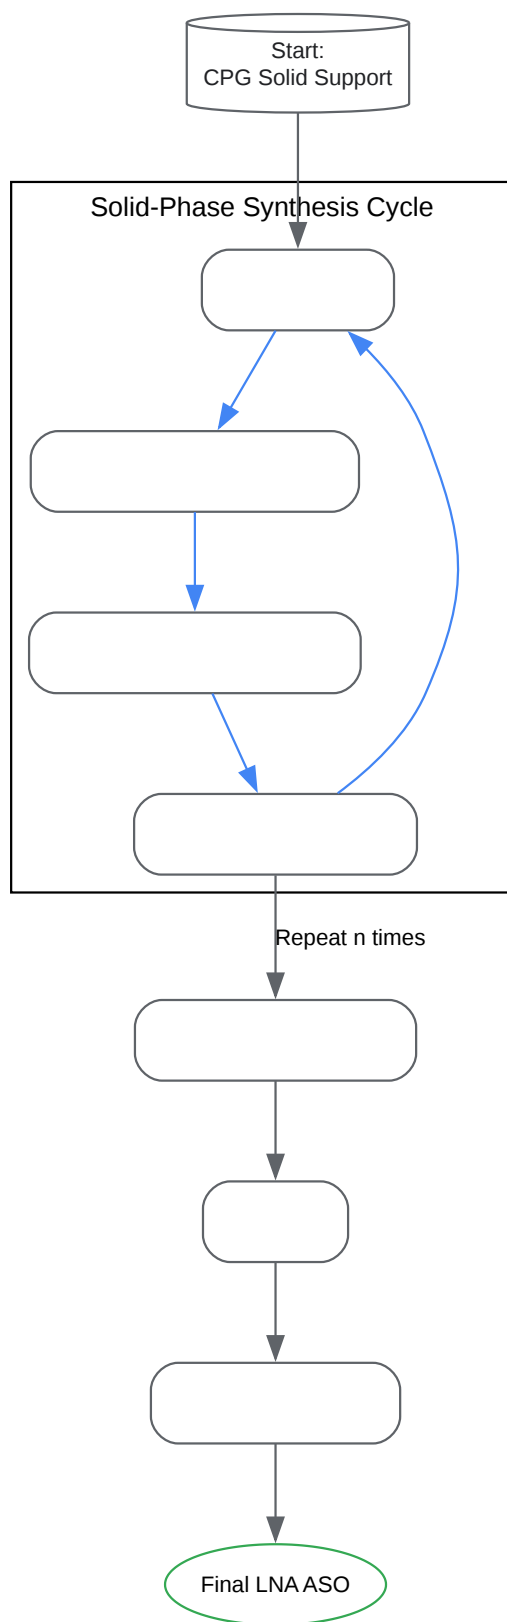 Start:
CPG Solid Support
Solid-Phase Synthesis Cycle
Repeat n times
Final LNA ASO